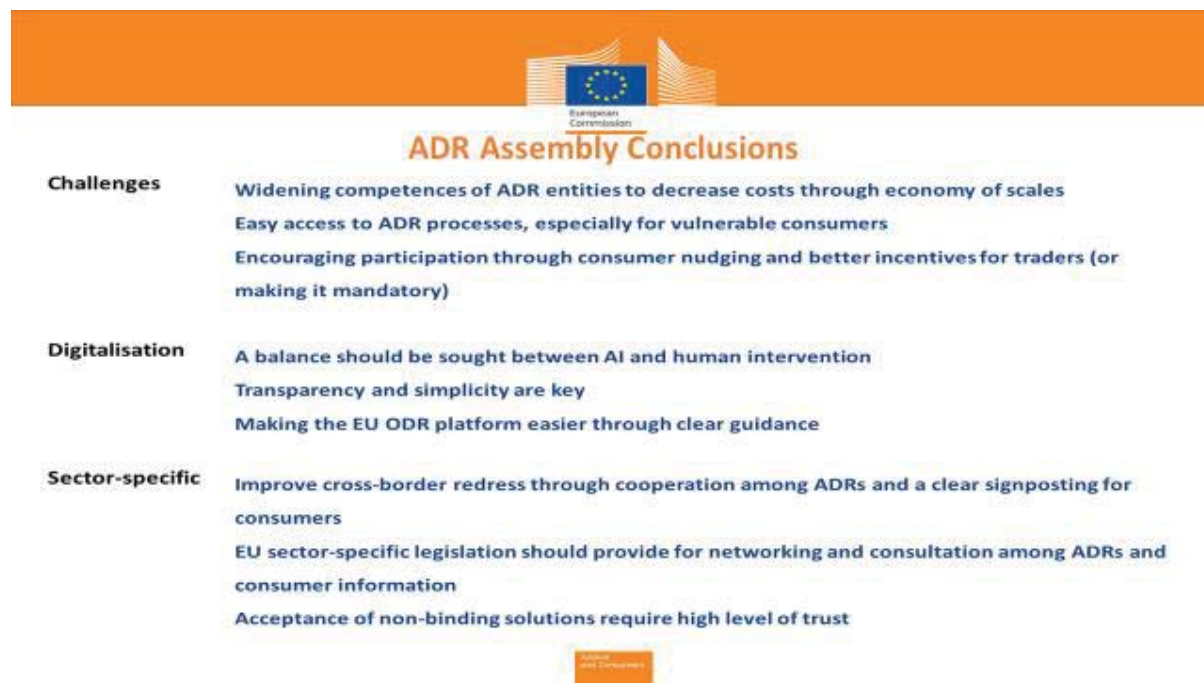 European
Commission
ADR Assembly Conclusions
Challenges
Widening competences of ADR entities to decrease costs through economy of scales
Easy access to ADR processes, especially for vulnerable consumers
Encouraging participation through consumer nudging and better incentives for traders (or
making it mandatory)
Digitalisation
A balance should be sought between AI and human intervention
Transparency and simplicity are key
Making the EU ODR platform easier through clear guidance
Sector-specific
Improve cross-border redress through cooperation among ADRs and a clear signposting for
consumers
EU sector-specific legislation should provide for networking and consultation among ADRs and
consumer information
Acceptance of non-binding solutions require high level of trust
Justice
and Consumers